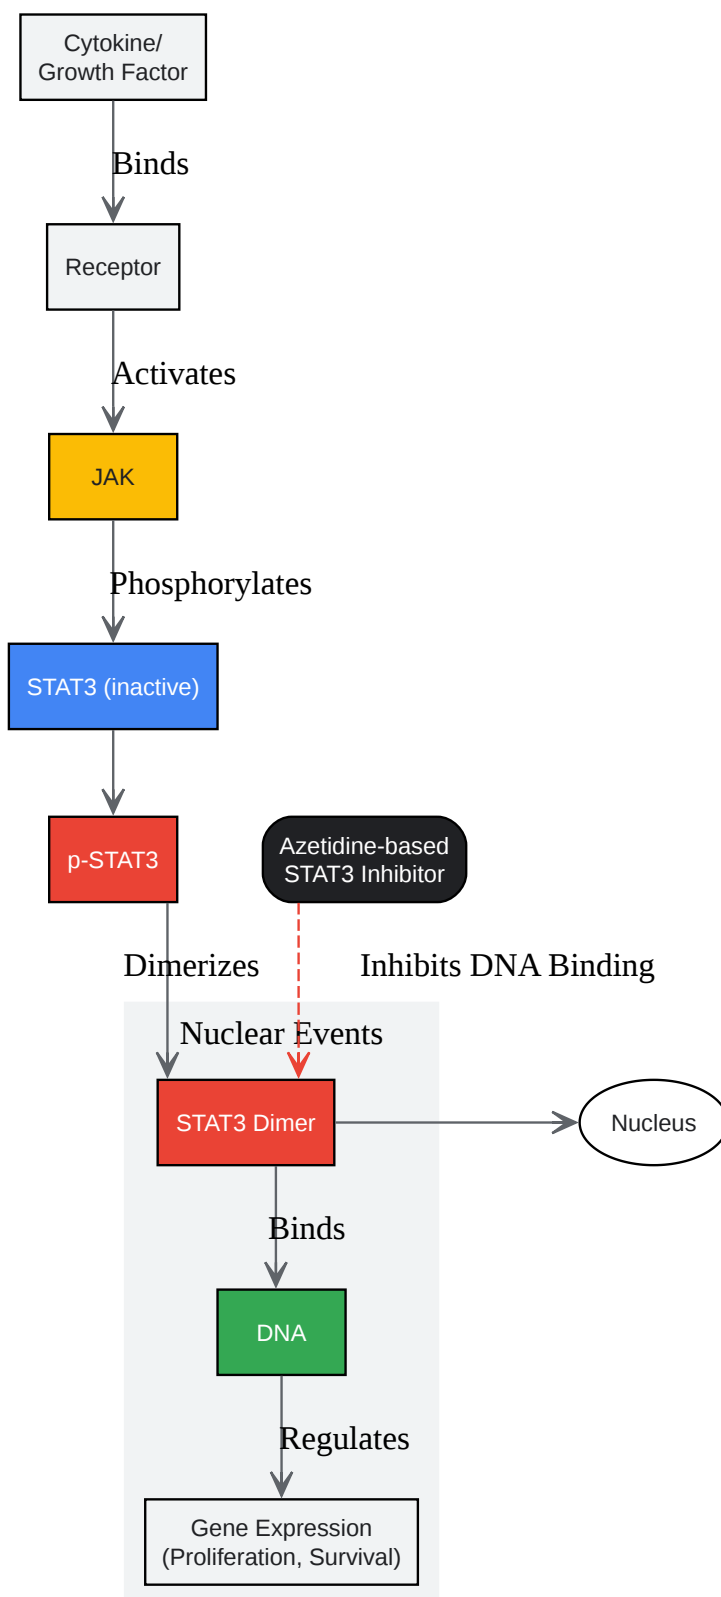 Cytokine/
Growth Factor
Binds
Receptor
Activates
JAK
Phosphorylates
STAT3 (inactive)
p-STAT3
Azetidine-based
STAT3 Inhibitor
Dimerizes
Inhibits DNA Binding
Nuclear Events
STAT3 Dimer
Nucleus
Binds
DNA
Regulates
Gene Expression
(Proliferation, Survival)